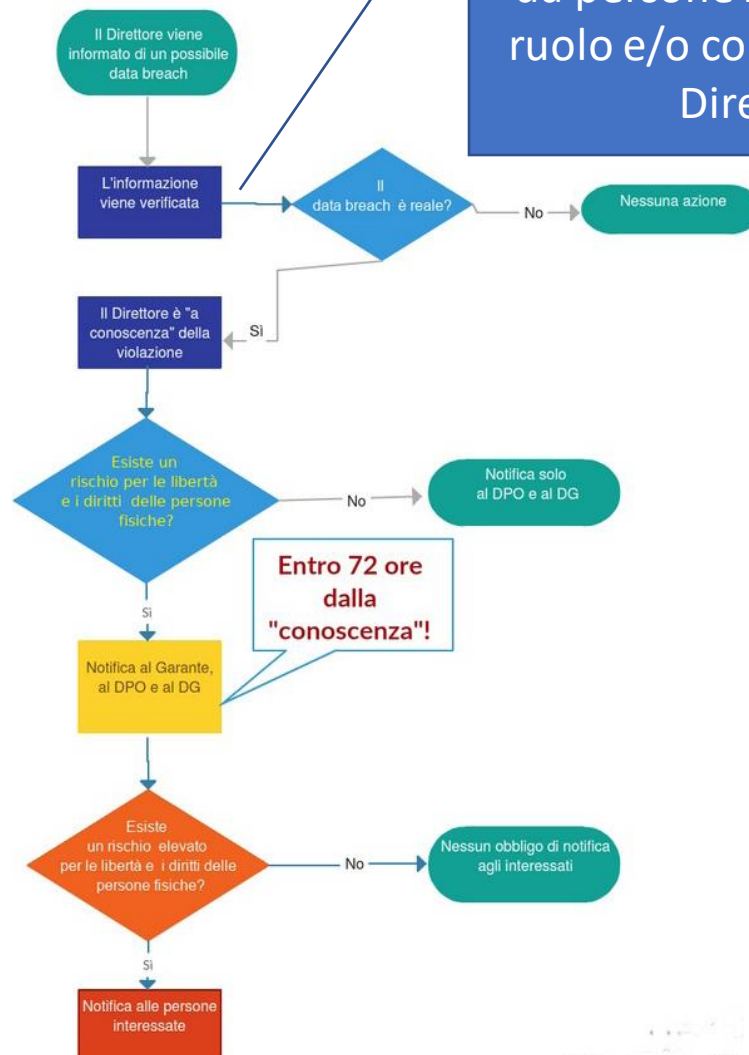 da persone
ruolo e/o
Il Direttore viene
informato di un possibile
data breach
L'informazione
viene verificata
Il
data breach è reale?
No
Nessuna azione
Il Direttore è "a
conoscenza" della
violazione
Sì
Esiste un
rischio per le libertà
e i diritti delle persone
fisiche?
No
Notifica solo
al DPO e al DG
Entro 72 ore
dalla
"conoscenza"!
Sì
Notifica al Garante,
al DPO e al DG
Esiste
un rischio elevato
per le libertà e i diritti delle
persone fisiche?
No
Nessun obbligo di notifica
agli interessati
Sì
Notifica alle persone
interessate